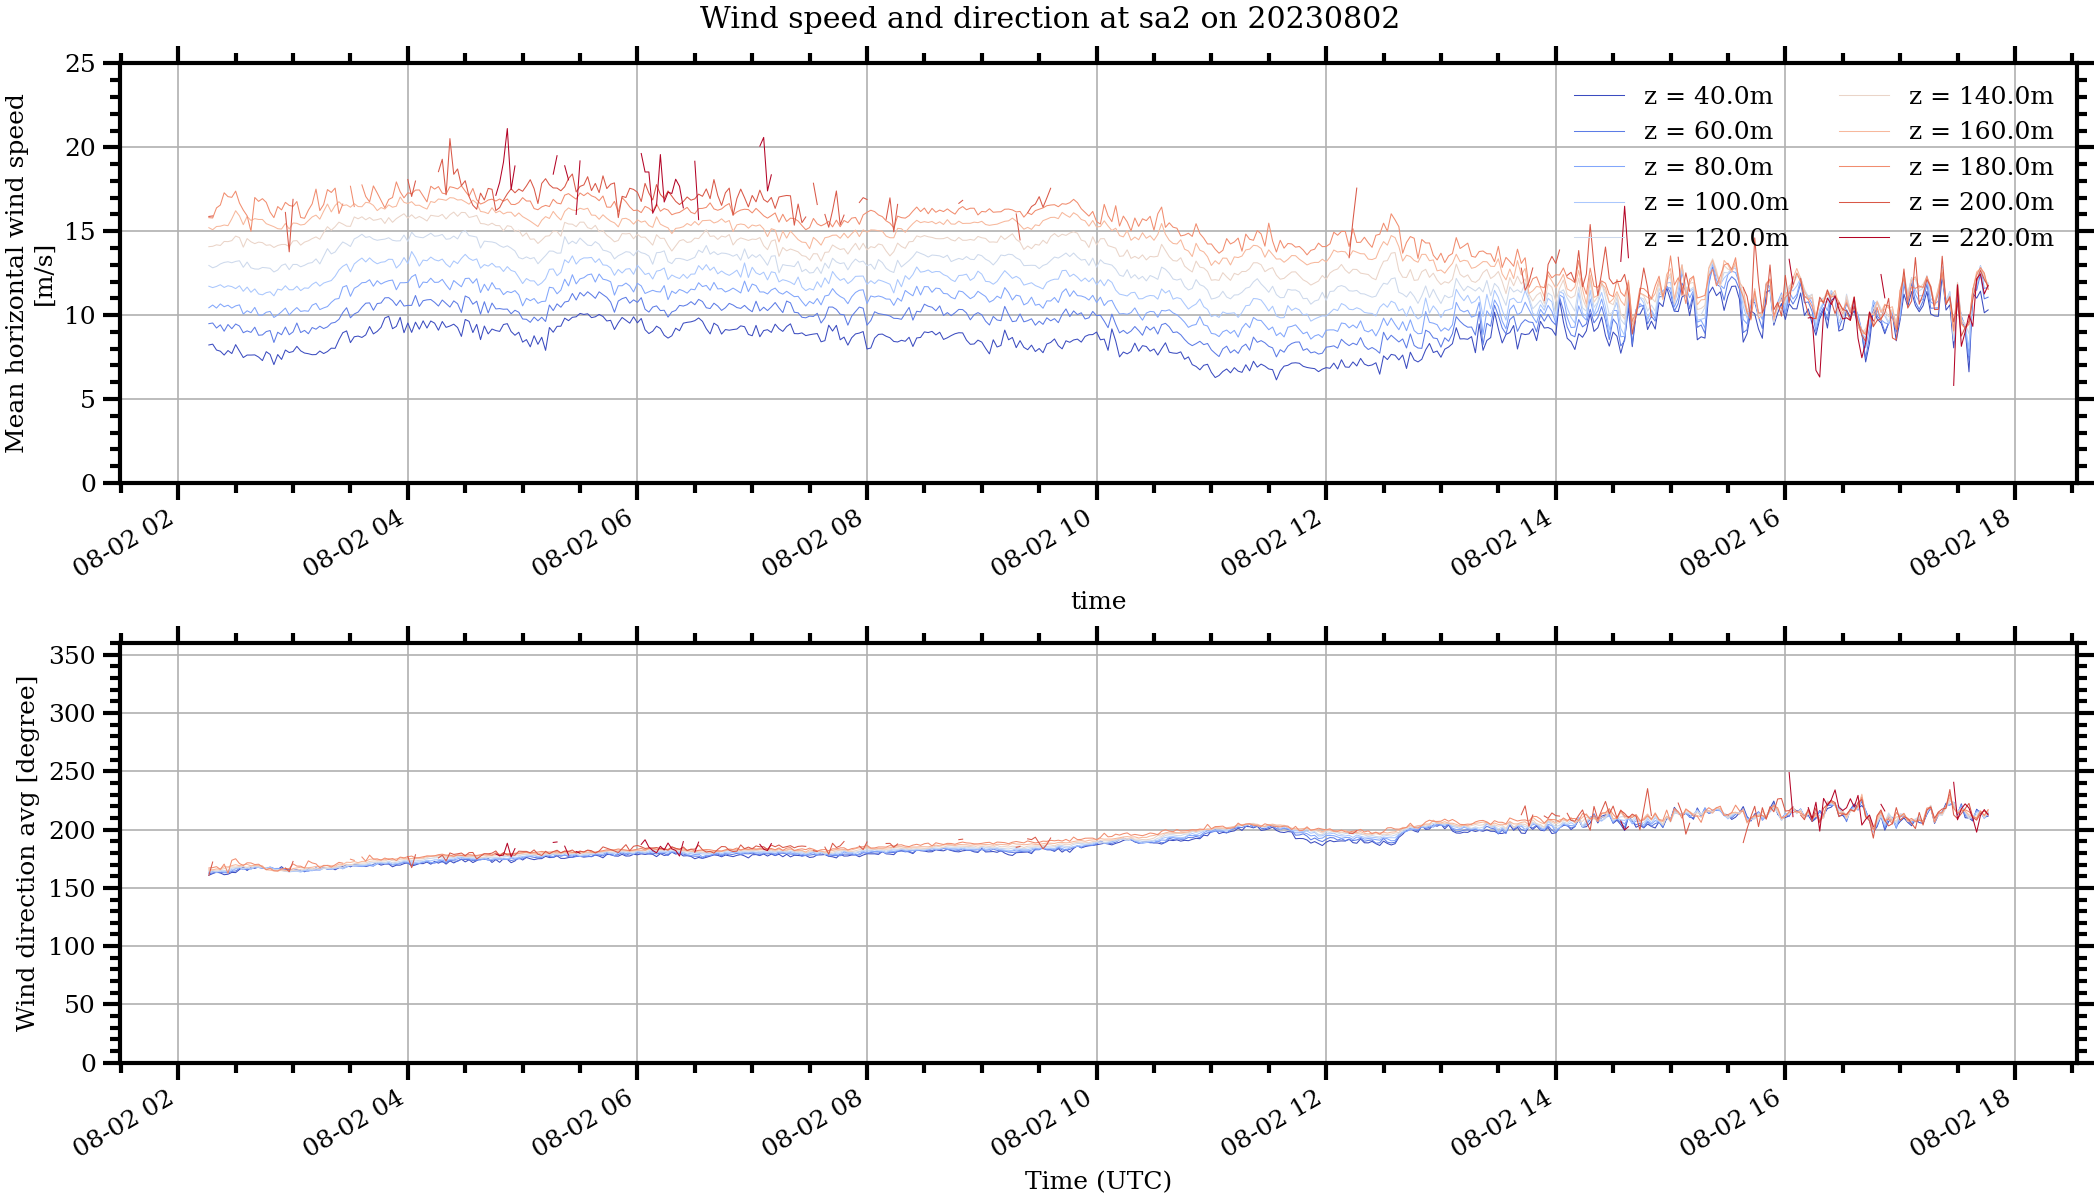 Wind speed and direction at sa2 on 20230802
Mean horizontal wind speed
[m/s]
25
20
15
10
5
0
z = 40.0m
z = 60.0m
z = 80.0m
z = 100.0m
z = 120.0m
z = 140.0m
z = 160.0m
z = 180.0m
z = 200.0m
z = 220.0m
08-02 02
08-02 04
08-02 06
08-02 08
08-02 10
08-02 12
08-02 14
08-02 16
08-02 18
time
Wind direction avg [degree]
350
300
250
200
150
100
50
0
08-02 02
08-02 04
08-02 06
08-02 08
08-02 10
08-02 12
08-02 14
08-02 16
08-02 18
Time (UTC)